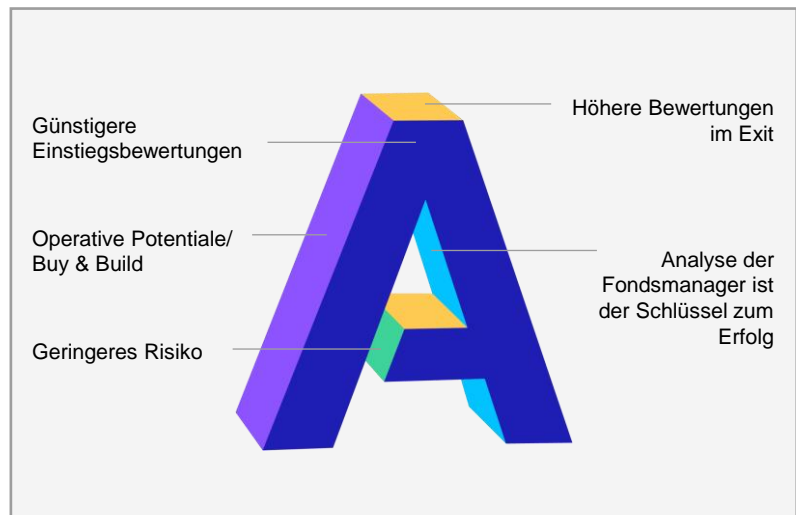 Günstigere
Einstiegsbewertungen
Operative Potentiale/
Buy & Build
Geringeres Risiko
Höhere Bewertungen
im Exit
Analyse der
Fondsmanager ist
der Schlüssel zum
Erfolg